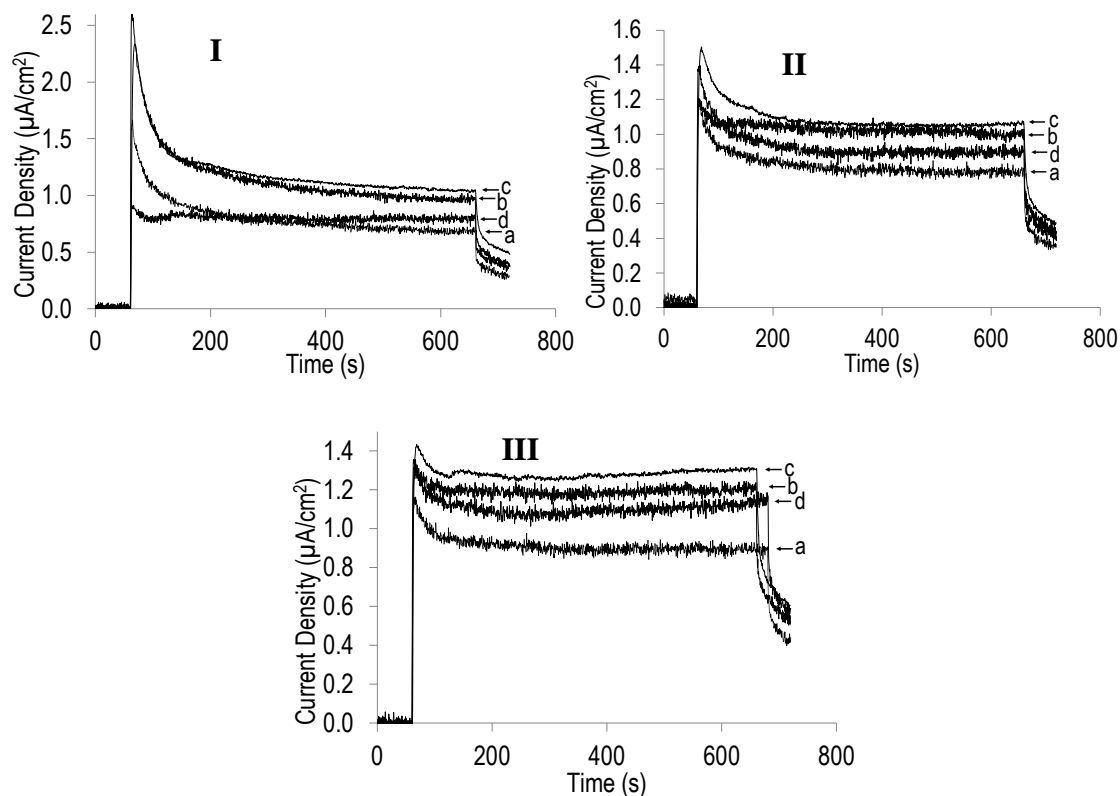 I
Current Density (µA/cm2)
2.5
2.0
1.5
1.0
0.5
0.0
c
b
d
a
0 200 400 600 800
Time (s)
II
Current Density (µA/cm2)
1.6
1.4
1.2
1.0
0.8
0.6
0.4
0.2
0.0
c
b
d
a
0 200 400 600 800
Time (s)
III
Current Density (µA/cm2)
1.4
1.2
1.0
0.8
0.6
0.4
0.2
0.0
c
b
d
a
0 200 400 600 800
Time (s)